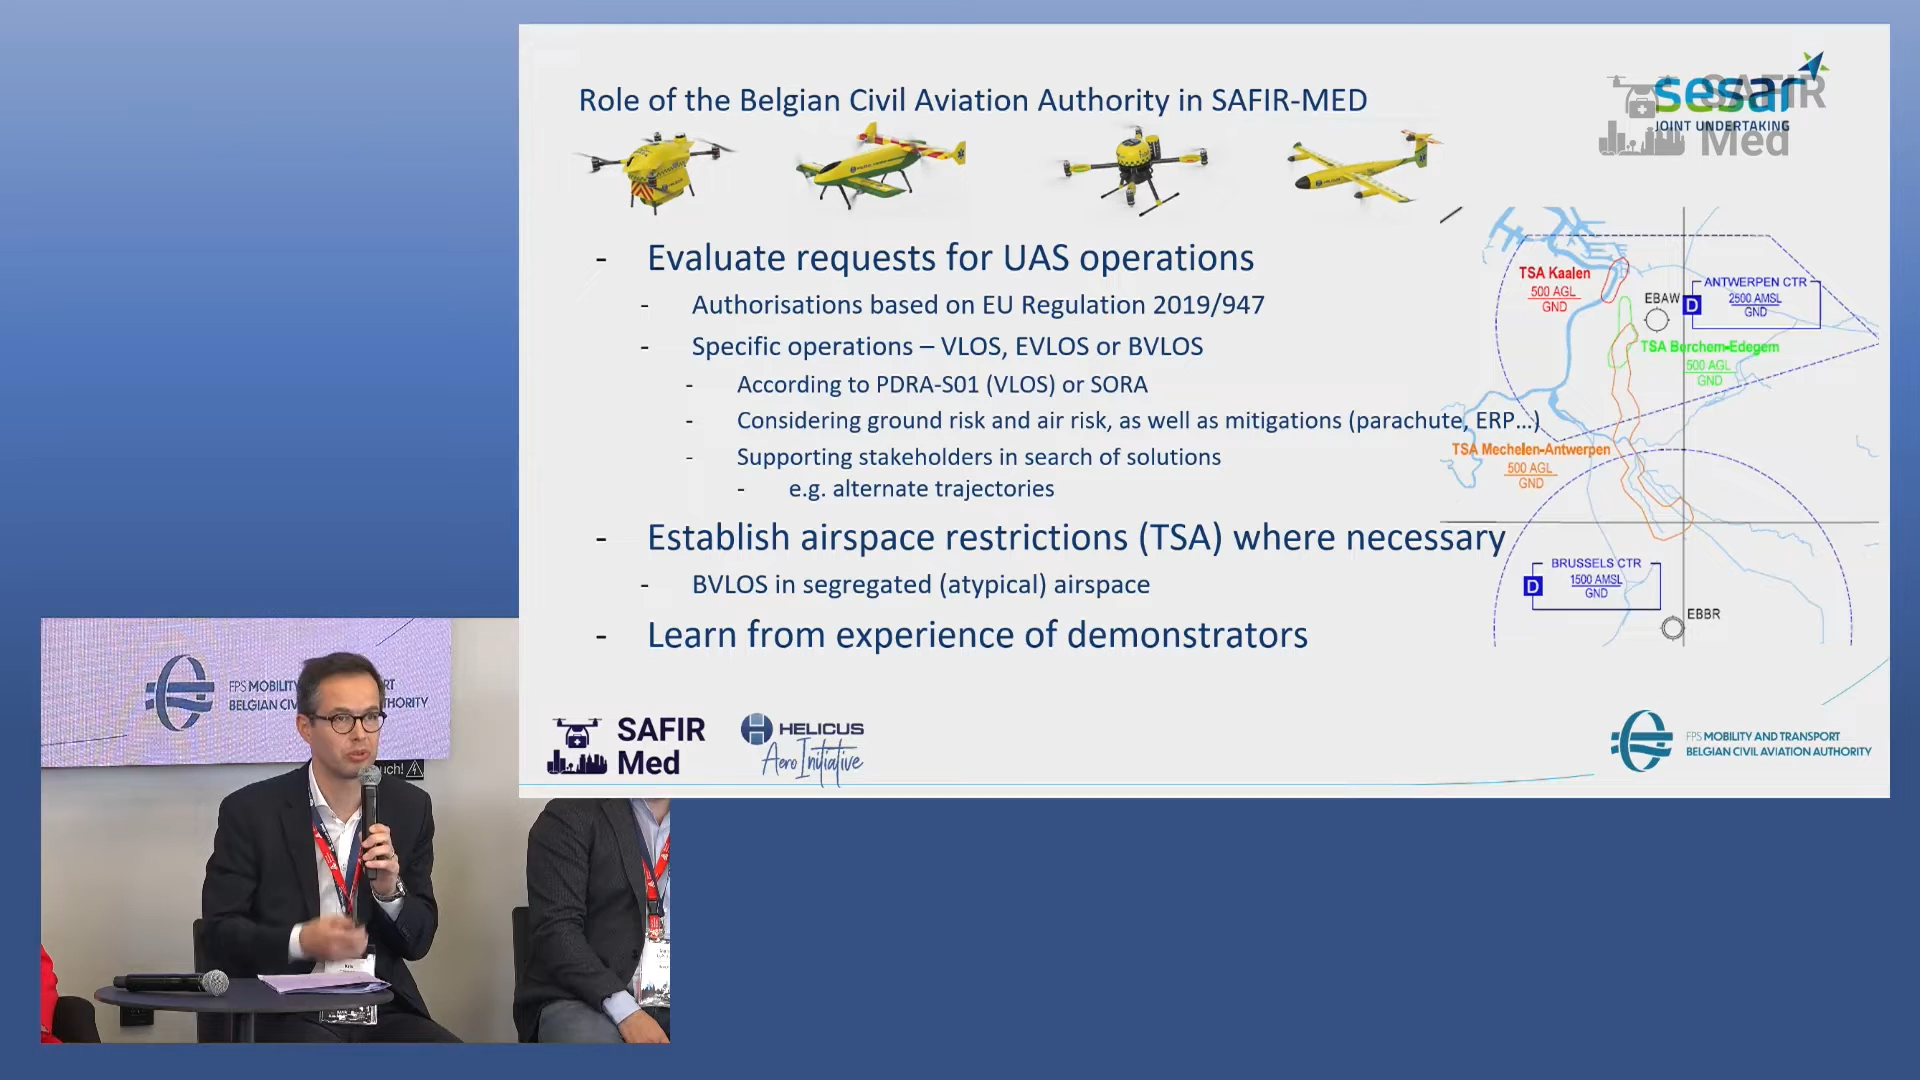 Role of the Belgian Civil Aviation Authority in SAFIR-MED
sesar
JOINT UNDERTAKING
SAFIR
Med
- Evaluate requests for UAS operations
- Authorisations based on EU Regulation 2019/947
- Specific operations – VLOS, EVLOS or BVLOS
- According to PDRA-S01 (VLOS) or SORA
- Considering ground risk and air risk, as well as mitigations (parachute, ERP...)
- Supporting stakeholders in search of solutions
- e.g. alternate trajectories
- Establish airspace restrictions (TSA) where necessary
- BVLOS in segregated (atypical) airspace
- Learn from experience of demonstrators
TSA Kaalen
500 AGL
GND
EBAW
D
ANTWERPEN CTR
2500 AMSL
GND
TSA Berchem-Edegem
500 AGL
GND
TSA Mechelen-Antwerpen
500 AGL
GND
BRUSSELS CTR
D
1500 AMSL
GND
EBBR
SAFIR
Med
HELICUS
Aero Initiative
FPS MOBILITY AND TRANSPORT
BELGIAN CIVIL AVIATION AUTHORITY
FPS MOBILITY AND RT
BELGIAN CIV THORITY
uch!